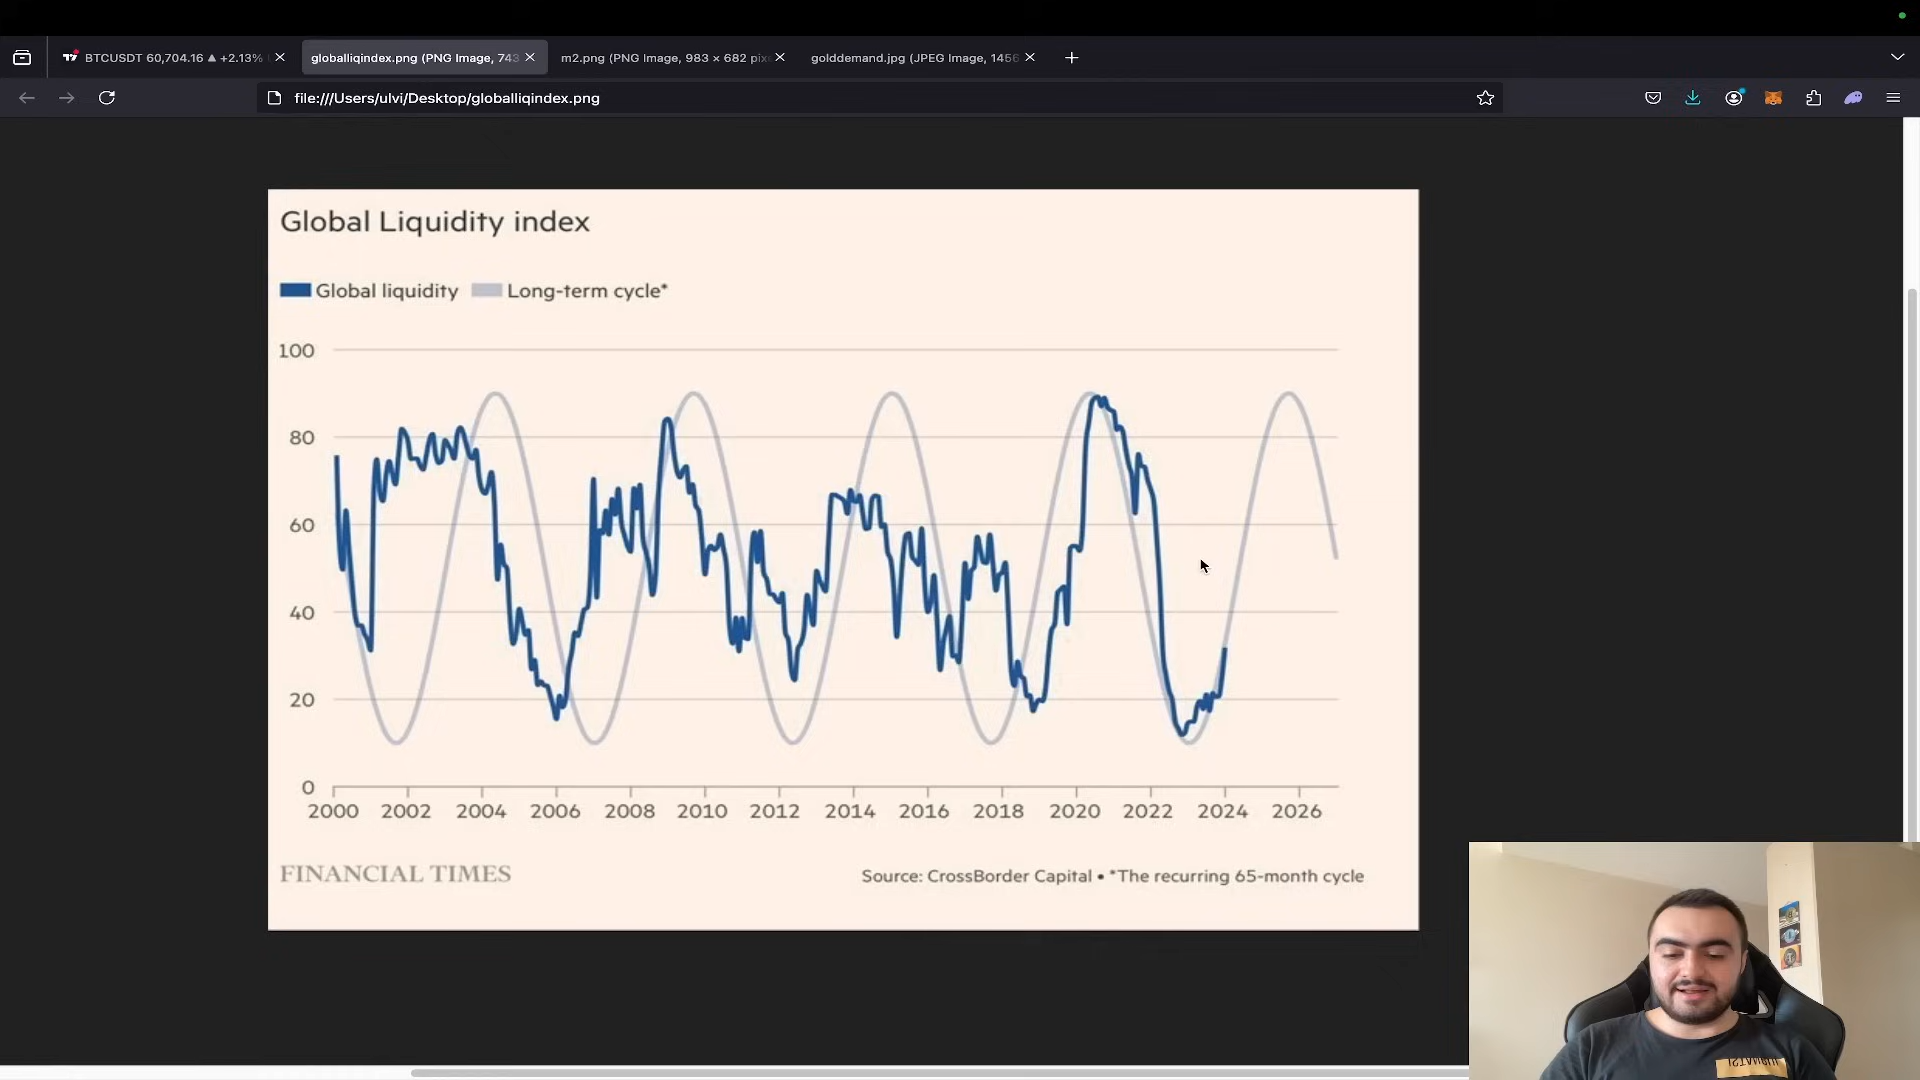 BTCUSDT 60,704.16 ▲ +2.13%
globalliqindex.png (PNG Image, 743
m2.png (PNG Image, 983 × 682 pix
golddemand.jpg (JPEG Image, 1456
file:///Users/ulvi/Desktop/globalliqindex.png
Global Liquidity index
Global liquidity Long-term cycle*
100
80
60
40
20
0
2000 2002 2004 2006 2008 2010 2012 2014 2016 2018 2020 2022 2024 2026
FINANCIAL TIMES
Source: CrossBorder Capital • *The recurring 65-month cycle